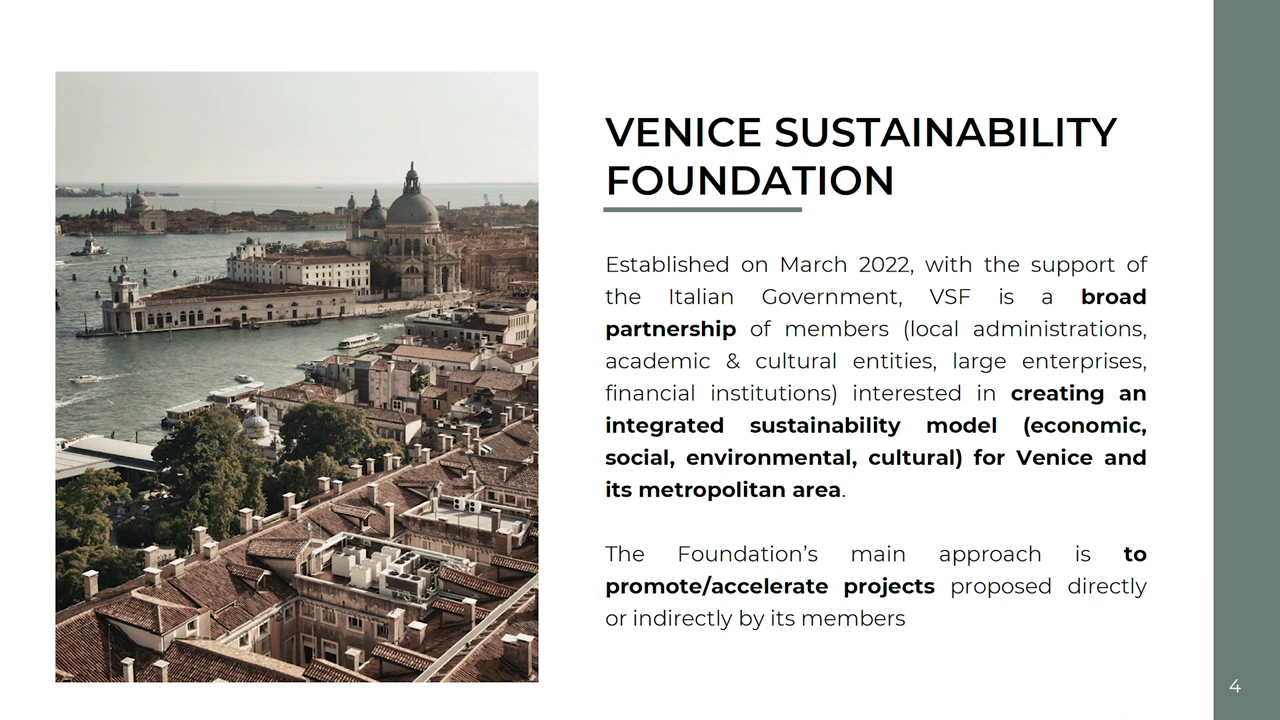 VENICE SUSTAINABILITY
FOUNDATION
Established on March 2022, with the support of
the Italian Government, VSF is a broad
partnership of members (local administrations,
academic & cultural entities, large enterprises,
financial institutions) interested in creating an
integrated sustainability model (economic,
social, environmental, cultural) for Venice and
its metropolitan area.
The Foundation’s main approach is to
promote/accelerate projects proposed directly
or indirectly by its members
4